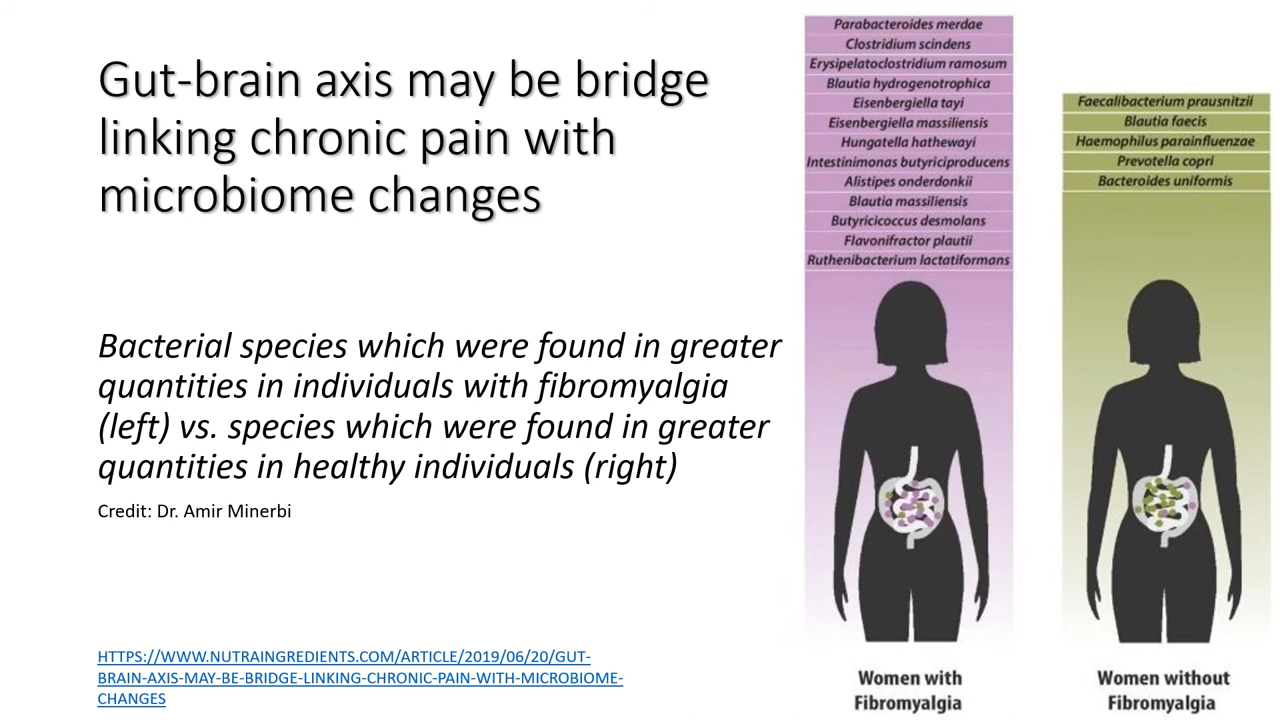 Gut-brain axis may be bridge
linking chronic pain with
microbiome changes
Bacterial species which were found in greater
quantities in individuals with fibromyalgia
(left) vs. species which were found in greater
quantities in healthy individuals (right)
Credit: Dr. Amir Minerbi
HTTPS://WWW.NUTRAINGREDIENTS.COM/ARTICLE/2019/06/20/GUT-
BRAIN-AXIS-MAY-BE-BRIDGE-LINKING-CHRONIC-PAIN-WITH-MICROBIOME-
CHANGES
Parabacteroides merdae
Clostridium scindens
Erysipelatoclostridium ramosum
Blautia hydrogenotrophica
Eisenbergiella tayi
Eisenbergiella massiliensis
Hungatella hathewayi
Intestinimonas butyriciproducens
Alistipes onderdonkii
Blautia massiliensis
Butyricicoccus desmolans
Flavonifractor plautii
Ruthenibacterium lactatiformans
Women with
Fibromyalgia
Faecalibacterium prausnitzii
Blautia faecis
Haemophilus parainfluenzae
Prevotella copri
Bacteroides uniformis
Women without
Fibromyalgia